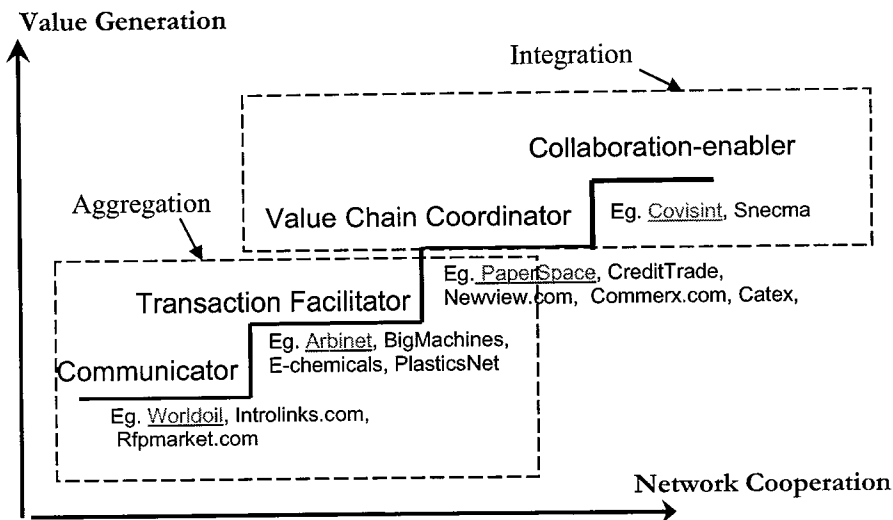 Value Generation
Integration
Collaboration-enabler
Aggregation
Value Chain Coordinator
Eg. Covisint, Snecma
Transaction Facilitator
Eg. PaperSpace, CreditTrade,
Newview.com, Commerx.com, Catex,
Communicator
Eg. Arbinet, BigMachines,
E-chemicals, PlasticsNet
Eg. Worldoil, Introlinks.com,
Rfpmarket.com
Network Cooperation